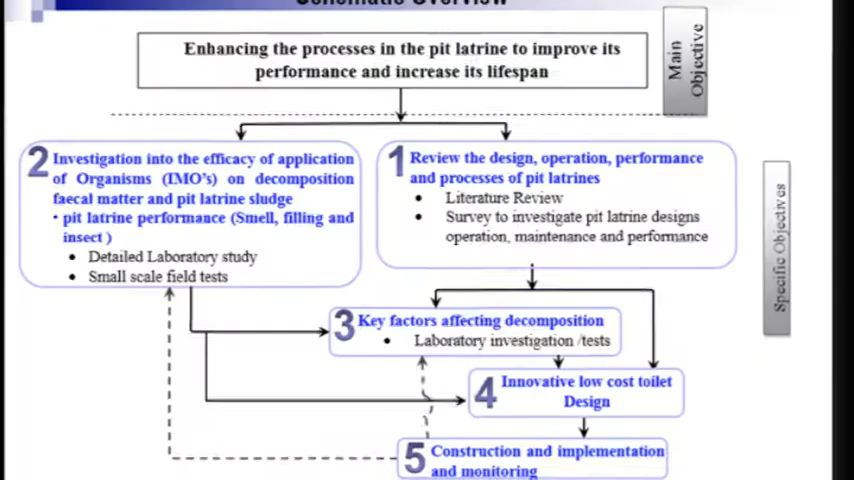 Schematic Overview
Enhancing the processes in the pit latrine to improve its
performance and increase its lifespan
Main
Objective
2
Investigation into the efficacy of application
of Organisms (IMO's) on decomposition
faecal matter and pit latrine sludge
• pit latrine performance (Smell, filling and
insect )
• Detailed Laboratory study
• Small scale field tests
1
Review the design, operation, performance
and processes of pit latrines
• Literature Review
• Survey to investigate pit latrine designs
operation, maintenance and performance
Specific Objectives
3
Key factors affecting decomposition
• Laboratory investigation /tests
4
Innovative low cost toilet
Design
5
Construction and implementation
and monitoring